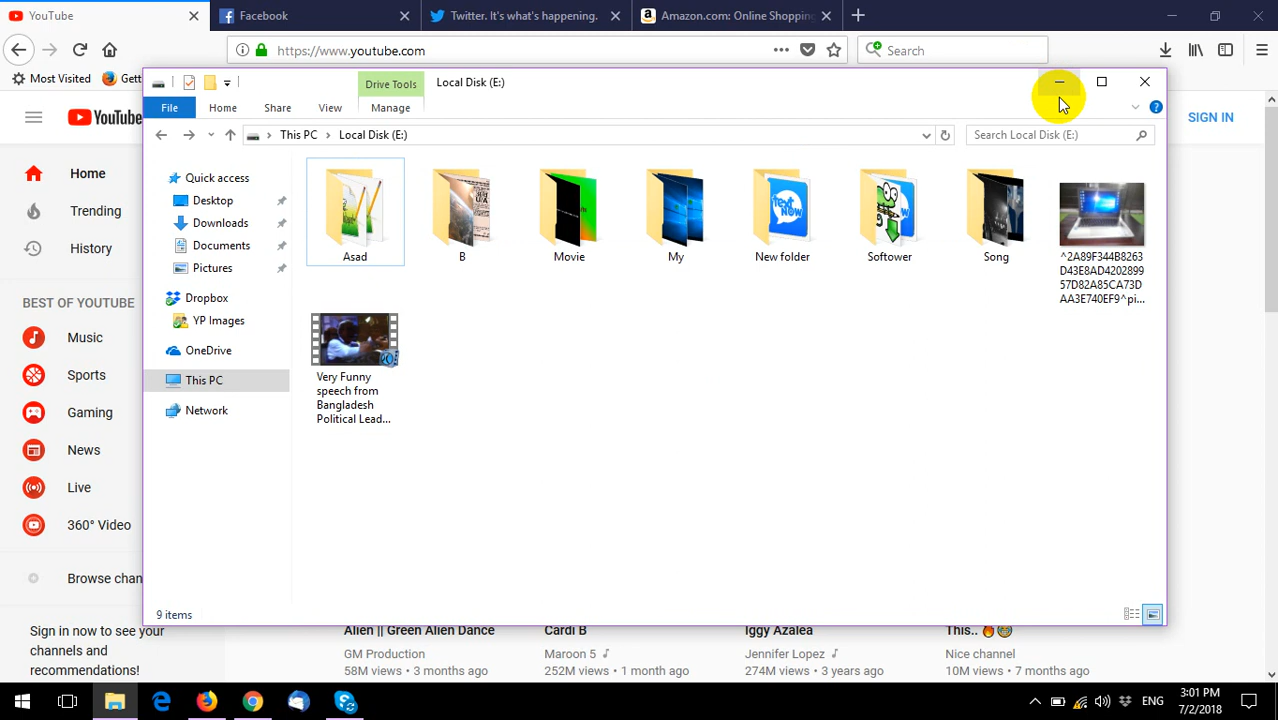 YouTube
Facebook
Twitter. It's what's happening.
Amazon.com: Online Shopping
https://www.youtube.com
Search
Most Visited
Gett
Drive Tools
Local Disk (E:)
File
Home
Share
View
Manage
This PC
Local Disk (E:)
Search Local Disk (E:)
YouTube
SIGN IN
Home
Trending
History
BEST OF YOUTUBE
Music
Sports
Gaming
News
Live
360° Video
Browse chan
Sign in now to see your
channels and
recommendations!
Quick access
Desktop
Downloads
Documents
Pictures
Dropbox
YP Images
OneDrive
This PC
Network
text
now
Asad
B
Movie
My
New folder
Softower
Song
^2A89F344B8263
D43E8AD4202899
57D82A85CA73D
AA3E740EF9^pi...
Very Funny
speech from
Bangladesh
Political Lead...
9 items
Alien || Green Alien Dance
GM Production
58M views • 3 months ago
Cardi B
Maroon 5
252M views • 1 month ago
Iggy Azalea
Jennifer Lopez
274M views • 3 years ago
This.. 🔥😂
Nice channel
10M views • 7 months ago
ENG
3:01 PM
7/2/2018